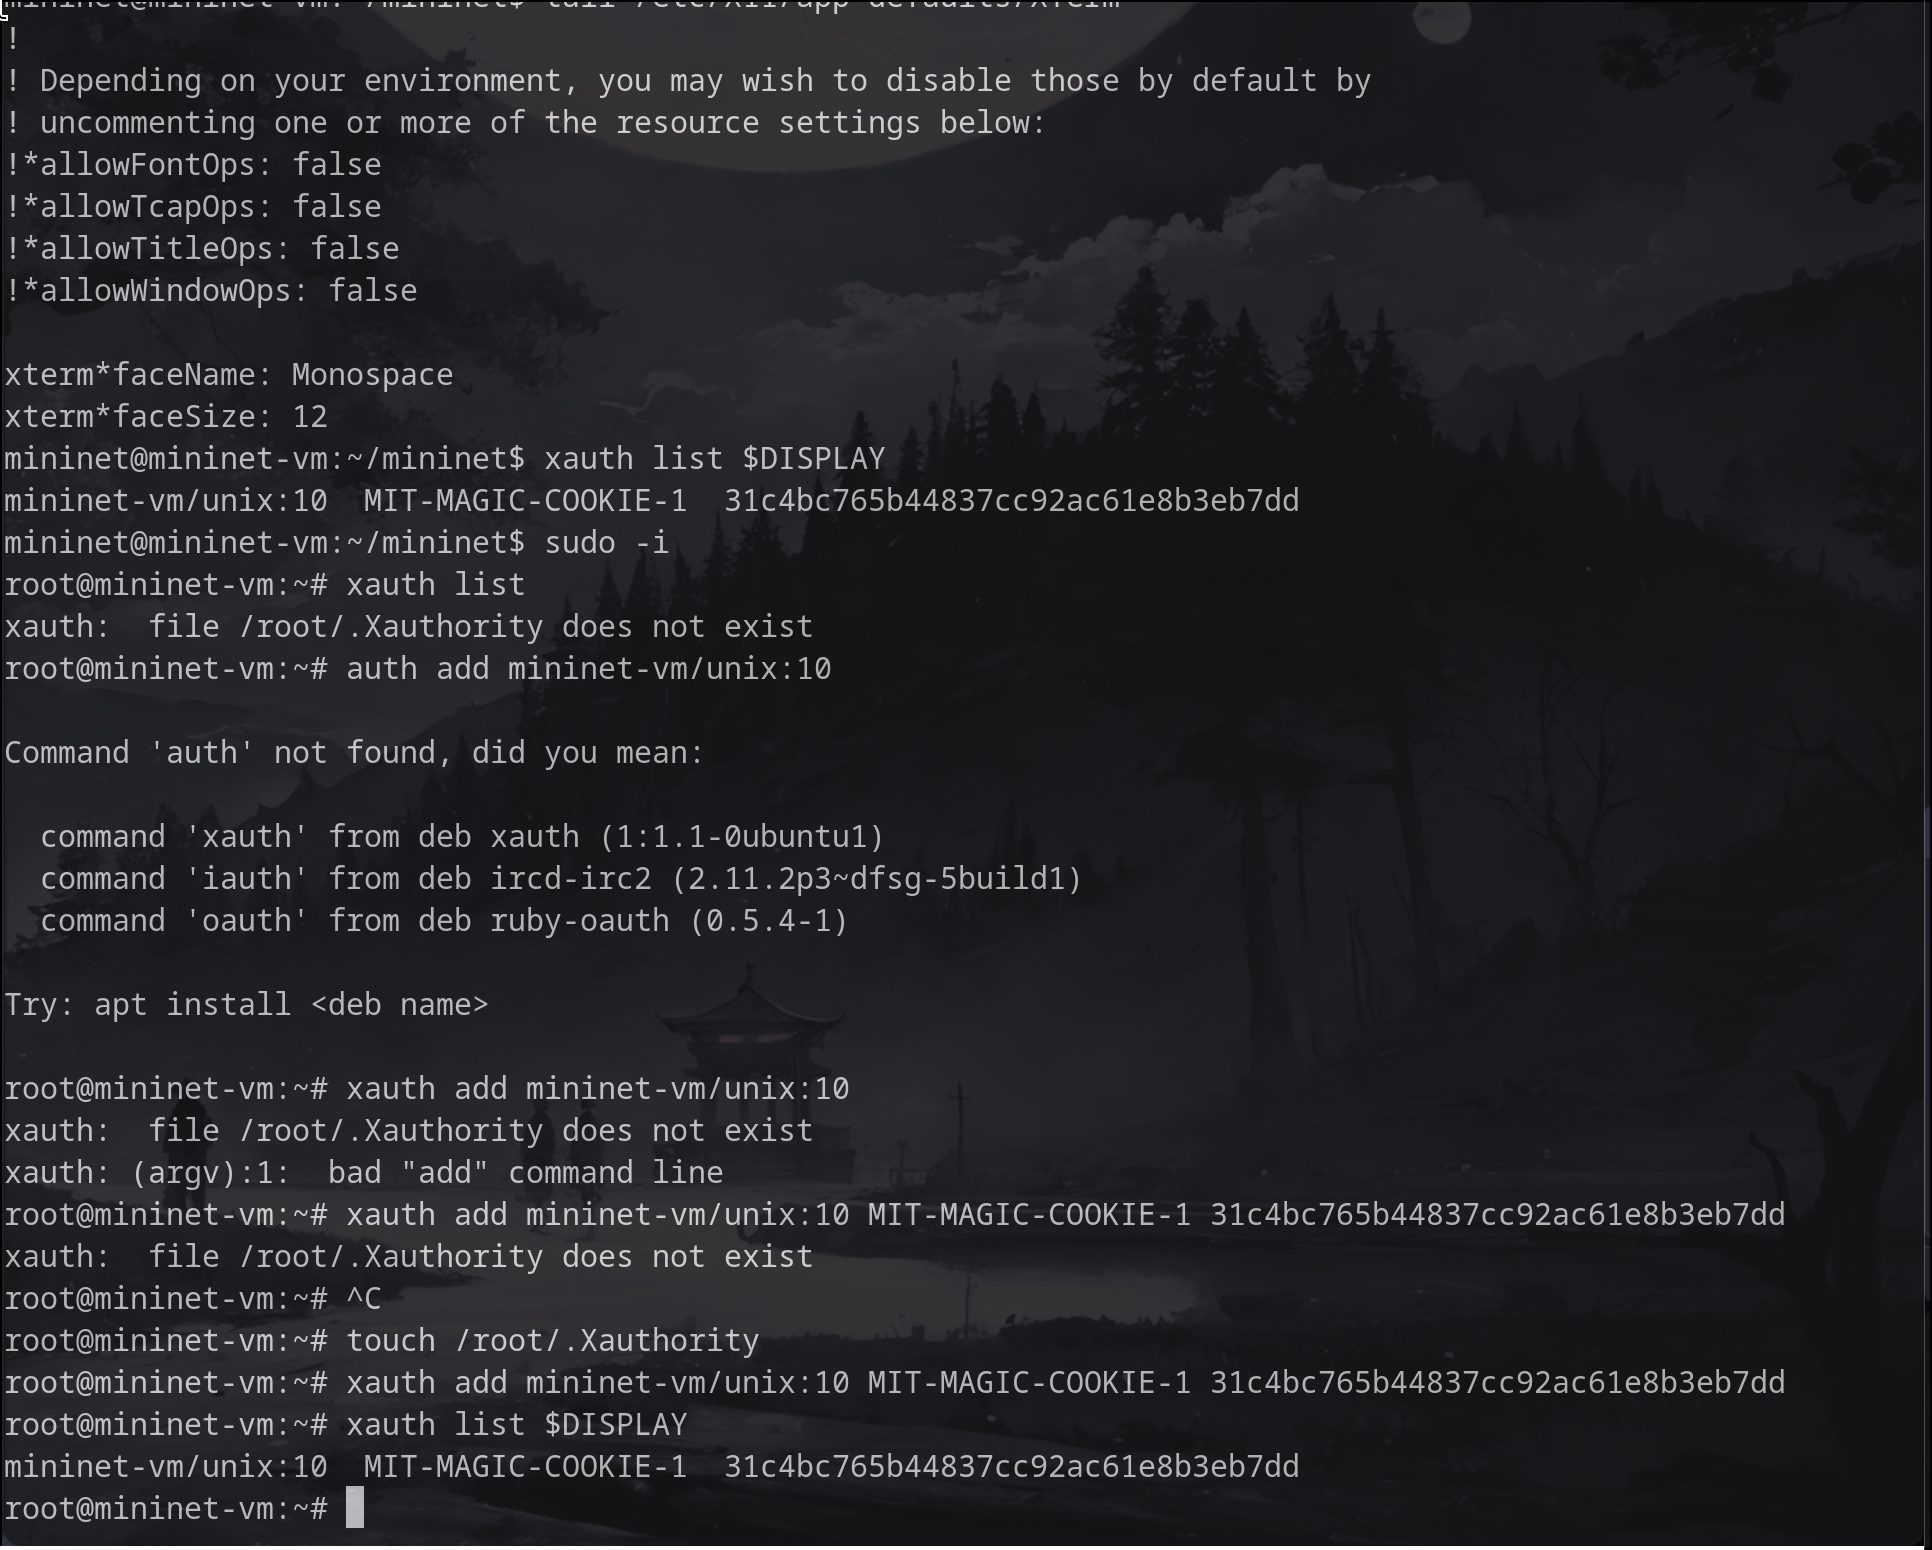 mininet@mininet-vm:~/mininet$ tail /etc/X11/app-defaults/XTerm
!
! Depending on your environment, you may wish to disable those by default by
! uncommenting one or more of the resource settings below:
!*allowFontOps: false
!*allowTcapOps: false
!*allowTitleOps: false
!*allowWindowOps: false
xterm*faceName: Monospace
xterm*faceSize: 12
mininet@mininet-vm:~/mininet$ xauth list $DISPLAY
mininet-vm/unix:10  MIT-MAGIC-COOKIE-1  31c4bc765b44837cc92ac61e8b3eb7dd
mininet@mininet-vm:~/mininet$ sudo -i
root@mininet-vm:~# xauth list
xauth:  file /root/.Xauthority does not exist
root@mininet-vm:~# auth add mininet-vm/unix:10
Command 'auth' not found, did you mean:
  command 'xauth' from deb xauth (1:1.1-0ubuntu1)
  command 'iauth' from deb ircd-irc2 (2.11.2p3~dfsg-5build1)
  command 'oauth' from deb ruby-oauth (0.5.4-1)
Try: apt install <deb name>
root@mininet-vm:~# xauth add mininet-vm/unix:10
xauth:  file /root/.Xauthority does not exist
xauth: (argv):1:  bad "add" command line
root@mininet-vm:~# xauth add mininet-vm/unix:10 MIT-MAGIC-COOKIE-1 31c4bc765b44837cc92ac61e8b3eb7dd
xauth:  file /root/.Xauthority does not exist
root@mininet-vm:~# ^C
root@mininet-vm:~# touch /root/.Xauthority
root@mininet-vm:~# xauth add mininet-vm/unix:10 MIT-MAGIC-COOKIE-1 31c4bc765b44837cc92ac61e8b3eb7dd
root@mininet-vm:~# xauth list $DISPLAY
mininet-vm/unix:10  MIT-MAGIC-COOKIE-1  31c4bc765b44837cc92ac61e8b3eb7dd
root@mininet-vm:~#